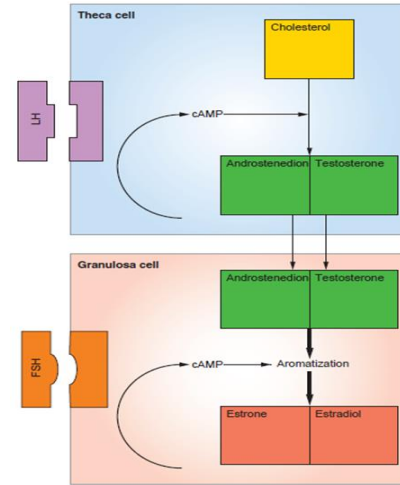 Theca cell
Cholesterol
LH
cAMP
Androstenedion Testosterone
Granulosa cell
Androstenedion Testosterone
FSH
cAMP
Aromatization
Estrone Estradiol